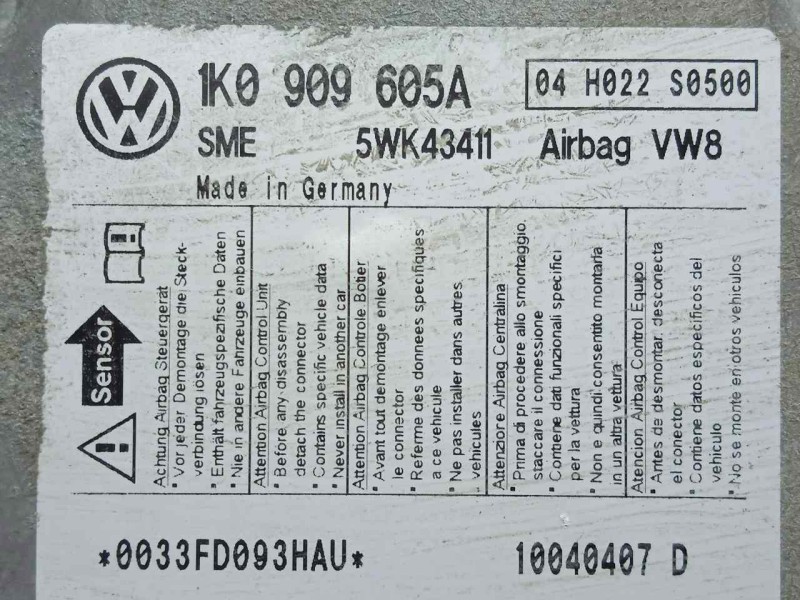 1K0 909 605A
04 H022 S0500
SME 5WK43411 Airbag VW8
Made in Germany
Sensor
Achtung Airbag Steuergerät
• Vor jeder Demontage die Steck-
verbindung lösen
• Enthält fahrzeugspezifische Daten
• Nie in andere Fahrzeuge einbauen
Attention Airbag Control Unit
• Before any disassembly
detach the connector
• Contains specific vehicle data
• Never install in another car
Attention Airbag Controle Boîtier
• Avant tout demontage enlever
le connector
• Referme des donnees specifiques
a ce vehicule
• Ne pas installer dans autres
vehicules
Attenzione Airbag Centralina
• Prima di procedere allo smontaggio
staccare il connessione
• Contiene dati funzionali specifici
per la vettura
• Non e quindi consentito montarla
in un altra vettura
Atencion Airbag Control Equipo
• Antes de desmontar, desconecta
el conector
• Contiene datos específicos del
vehiculo
• No se monte en otros vehiculos
*0033FD093HAU*
10040407 D